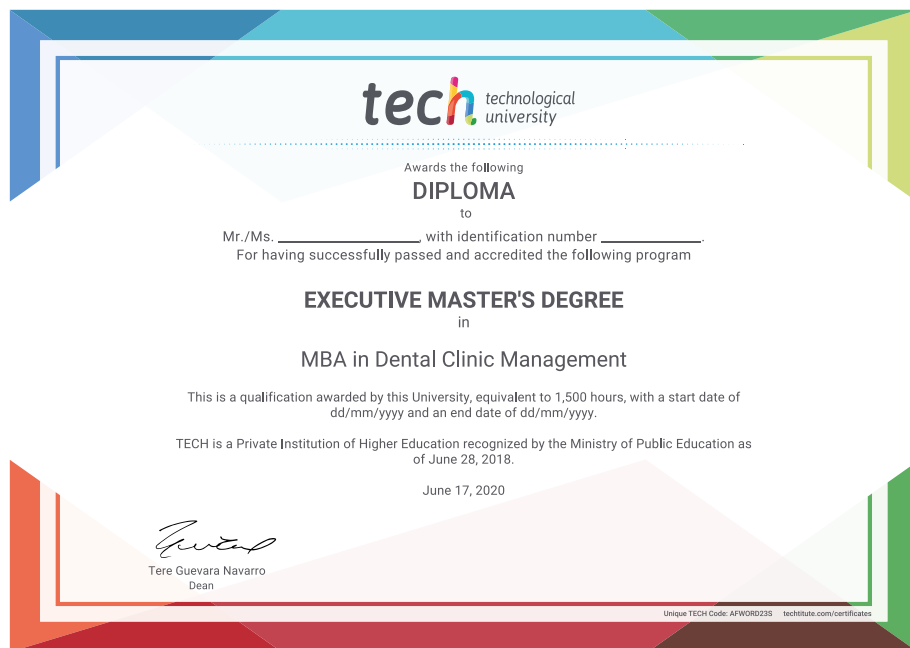 tech technological
university
Awards the following
DIPLOMA
to
Mr./Ms. ____________________, with identification number ______________.
For having successfully passed and accredited the following program
EXECUTIVE MASTER'S DEGREE
in
MBA in Dental Clinic Management
This is a qualification awarded by this University, equivalent to 1,500 hours, with a start date of
dd/mm/yyyy and an end date of dd/mm/yyyy.
TECH is a Private Institution of Higher Education recognized by the Ministry of Public Education as
of June 28, 2018.
June 17, 2020
Tere Guevara Navarro
Dean
Unique TECH Code: AFWORD23S techtitute.com/certificates